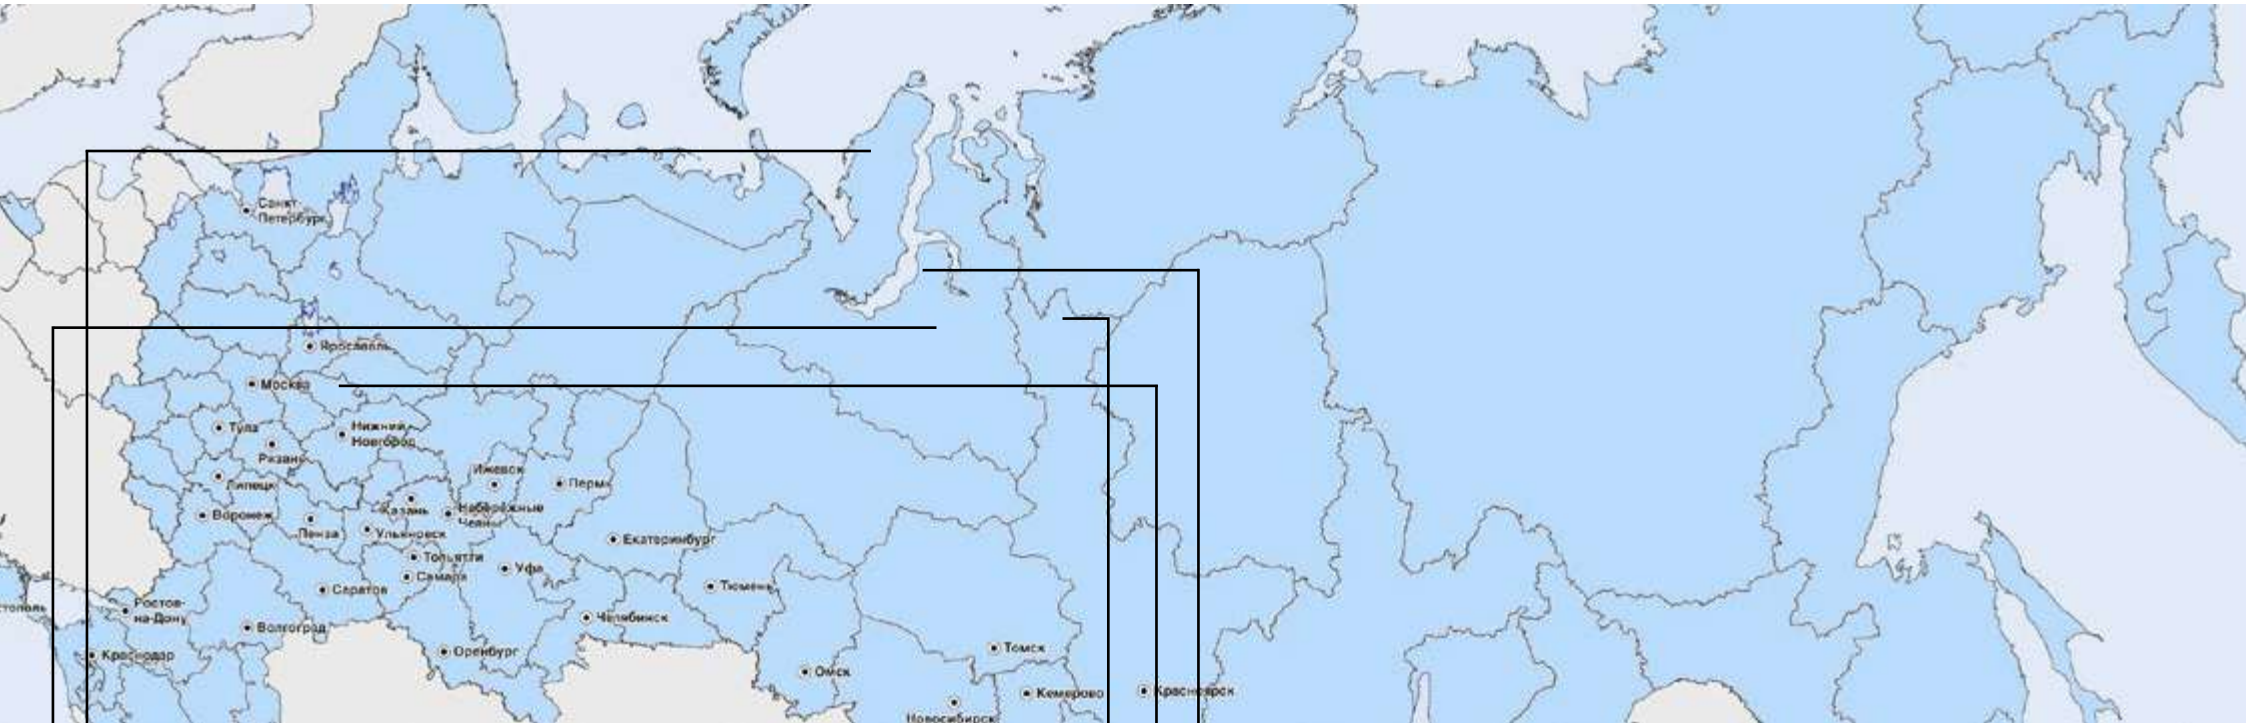 Санкт-
Петербург
Ярославль
Москва
Тула
Нижний
Новгород
Рязань
Ижевск
Липецк
Пермь
Казань
Набережные
Челны
Воронеж
Пенза
Ульяновск
Екатеринбург
Тольятти
Самара
Уфа
Тюмень
Саратов
Ростов-
на-Дону
стополь
Челябинск
Волгоград
Краснодар
Оренбург
Томск
Омск
Кемерово
Красноярск
Новосибирск